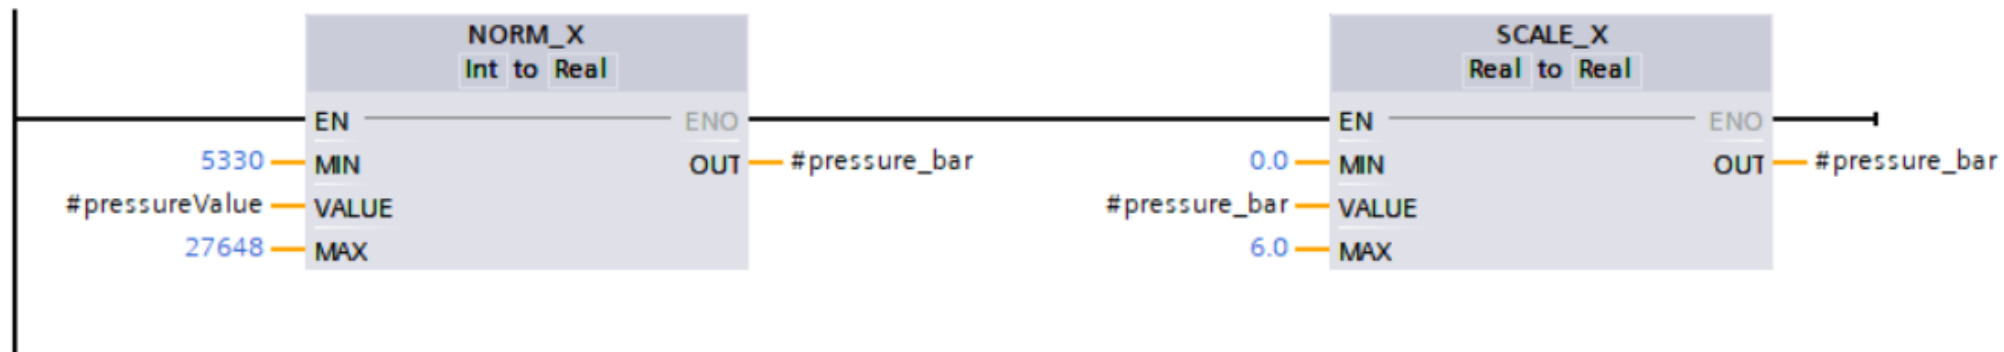 NORM_X
Int to Real
EN
ENO
5330
MIN
OUT
#pressure_bar
#pressureValue
VALUE
27648
MAX
SCALE_X
Real to Real
EN
ENO
0.0
MIN
OUT
#pressure_bar
#pressure_bar
VALUE
6.0
MAX